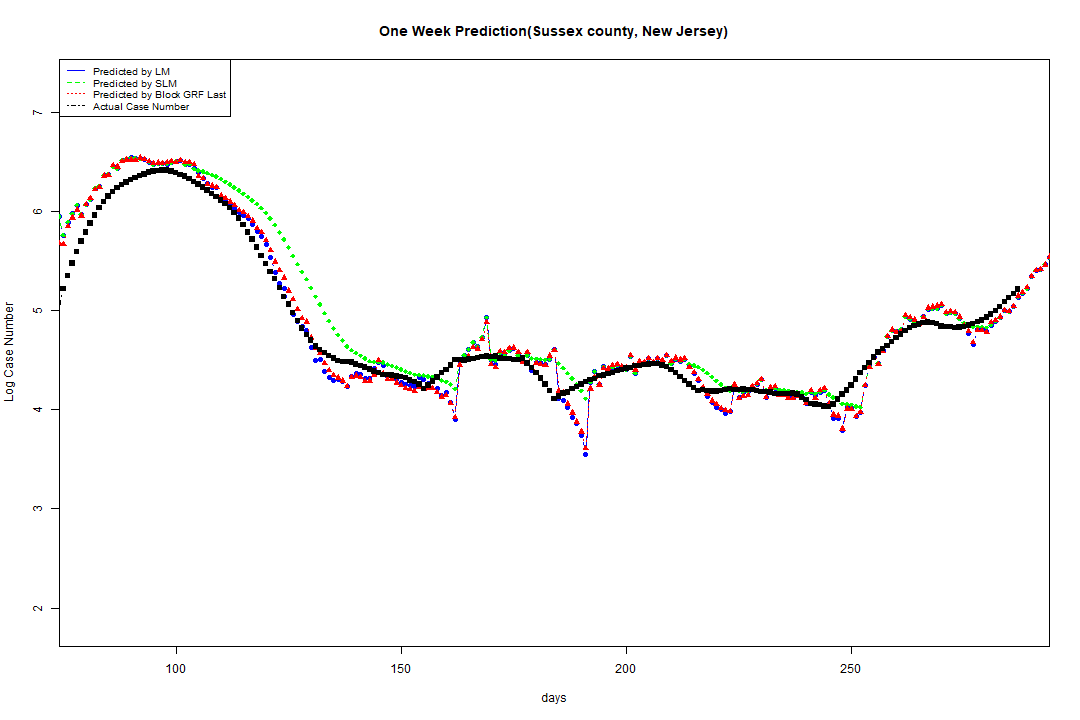 One Week Prediction(Sussex county, New Jersey)
Predicted by LM
Predicted by SLM
Predicted by Block GRF Last
Actual Case Number
7
6
5
4
3
2
Log Case Number
100 150 200 250
days